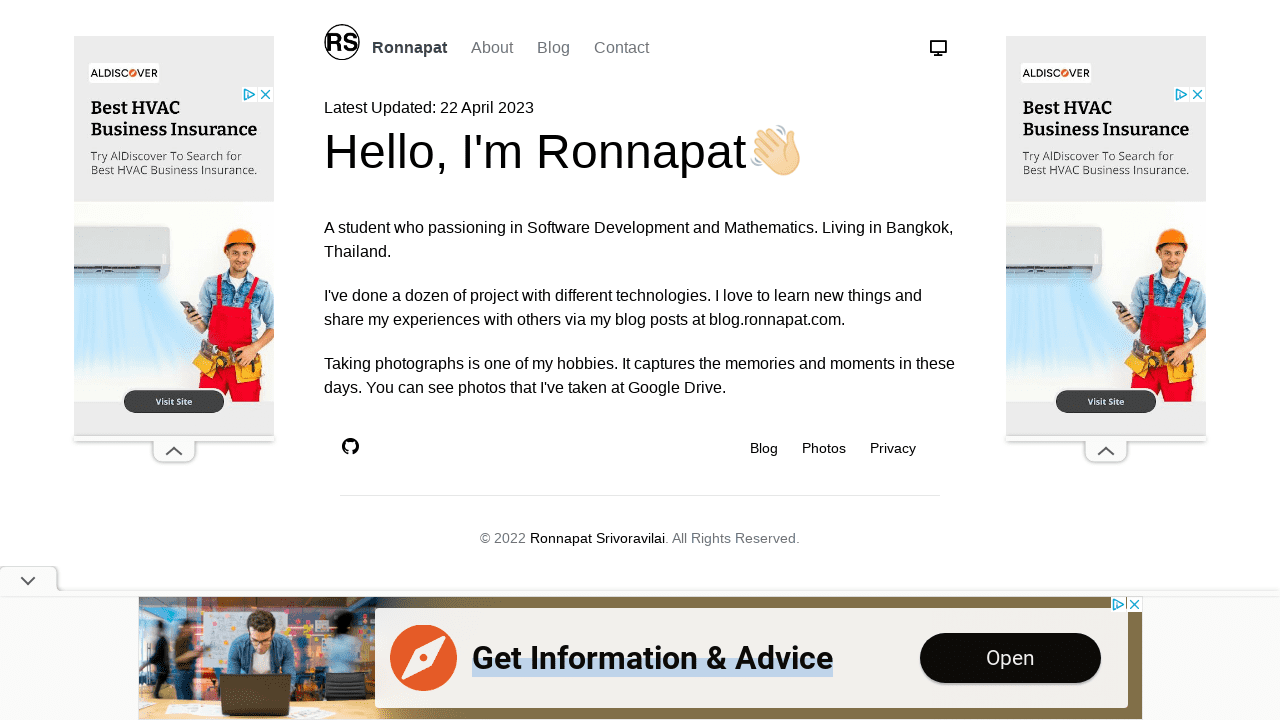 RS Ronnapat About Blog Contact
Latest Updated: 22 April 2023
Hello, I'm Ronnapat
A student who passioning in Software Development and Mathematics. Living in Bangkok,
Thailand.
I've done a dozen of project with different technologies. I love to learn new things and
share my experiences with others via my blog posts at blog.ronnapat.com.
Taking photographs is one of my hobbies. It captures the memories and moments in these
days. You can see photos that I've taken at Google Drive.
Blog Photos Privacy
© 2022 Ronnapat Srivoravilai. All Rights Reserved.
ALDISCOVER
Best HVAC
Business Insurance
Try AlDiscover To Search for
Best HVAC Business Insurance.
Visit Site
ALDISCOVER
Best HVAC
Business Insurance
Try AlDiscover To Search for
Best HVAC Business Insurance.
Visit Site
Get Information & Advice
Open